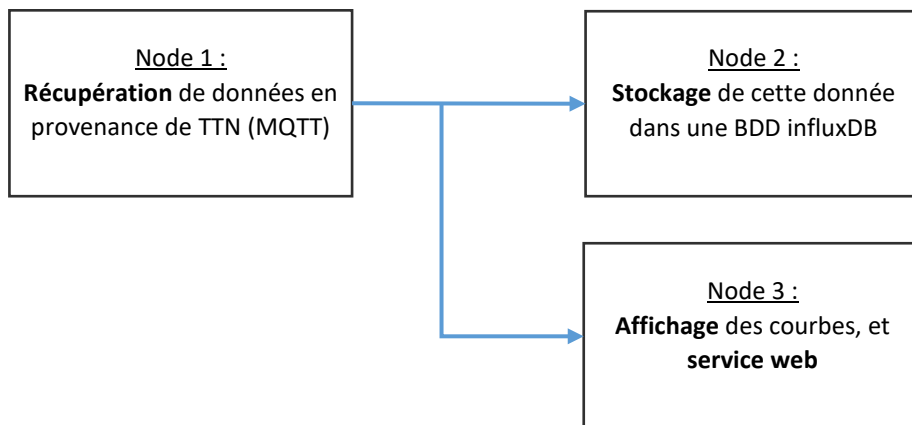 Node 1 :
Récupération de données en
provenance de TTN (MQTT)
Node 2 :
Stockage de cette donnée
dans une BDD influxDB
Node 3 :
Affichage des courbes, et
service web